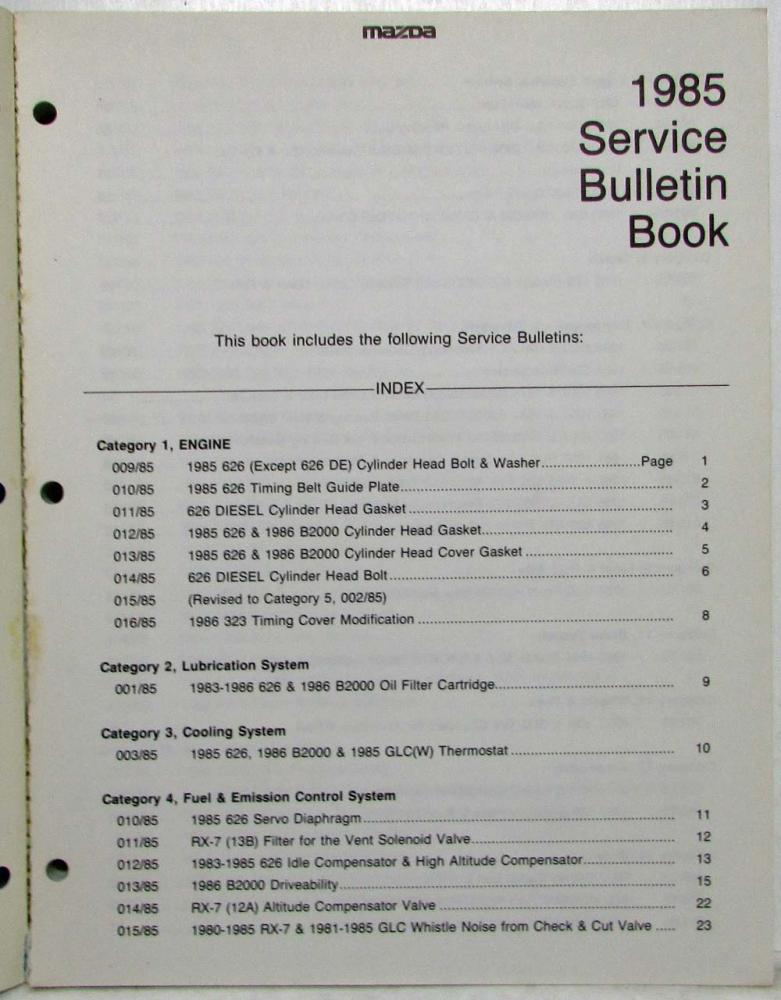 mazda
1985
Service
Bulletin
Book
This book includes the following Service Bulletins:
INDEX
Category 1, ENGINE
009/85 1985 626 (Except 626 DE) Cylinder Head Bolt & Washer........................Page 1
010/85 1985 626 Timing Belt Guide Plate................................................................ 2
011/85 626 DIESEL Cylinder Head Gasket............................................................... 3
012/85 1985 626 & 1986 B2000 Cylinder Head Gasket............................................. 4
013/85 1985 626 & 1986 B2000 Cylinder Head Cover Gasket................................... 5
014/85 626 DIESEL Cylinder Head Bolt.................................................................... 6
015/85 (Revised to Category 5, 002/85)
016/85 1986 323 Timing Cover Modification............................................................. 8
Category 2, Lubrication System
001/85 1983-1986 626 & 1986 B2000 Oil Filter Cartridge.......................................... 9
Category 3, Cooling System
003/85 1985 626, 1986 B2000 & 1985 GLC(W) Thermostat....................................... 10
Category 4, Fuel & Emission Control System
010/85 1985 626 Servo Diaphragm.......................................................................... 11
011/85 RX-7 (13B) Filter for the Vent Solenoid Valve................................................ 12
012/85 1983-1985 626 Idle Compensator & High Altitude Compensator..................... 13
013/85 1986 B2000 Driveability............................................................................... 15
014/85 RX-7 (12A) Altitude Compensator Valve........................................................ 22
015/85 1980-1985 RX-7 & 1981-1985 GLC Whistle Noise from Check & Cut Valve..... 23